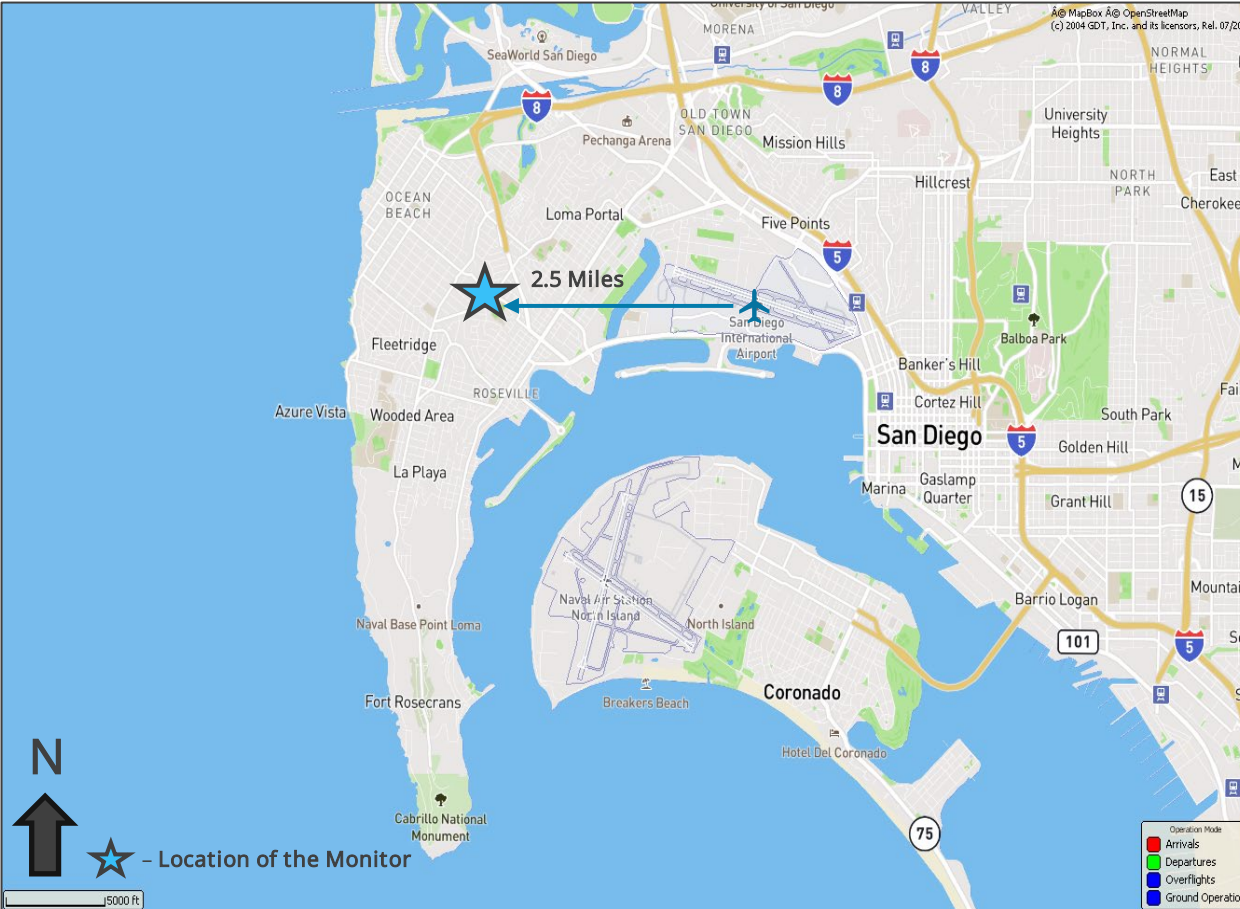 University of San Diego
VALLEY
Â© MapBox Â© OpenStreetMap
(c) 2004 GDT, Inc. and its licensors, Rel. 07/20
MORENA
SeaWorld San Diego
NORMAL
HEIGHTS
8
8
8
OLD TOWN
SAN DIEGO
University
Heights
Pechanga Arena
Mission Hills
Hillcrest
NORTH
PARK
East
Cherokee
OCEAN
BEACH
Loma Portal
Five Points
5
2.5 Miles
San Diego
International
Airport
Balboa Park
Fleetridge
Banker's Hill
ROSEVILLE
Cortez Hill
Azure Vista
Wooded Area
South Park
San Diego
5
Golden Hill
La Playa
Marina
Gaslamp
Quarter
Grant Hill
15
Naval Air Station
North Island
North Island
Naval Base Point Loma
Barrio Logan
Mountai
101
5
Fort Rosecrans
Breakers Beach
Coronado
Hotel Del Coronado
N
Cabrillo National
Monument
75
– Location of the Monitor
5000 ft
Operation Mode
Arrivals
Departures
Overflights
Ground Operatio